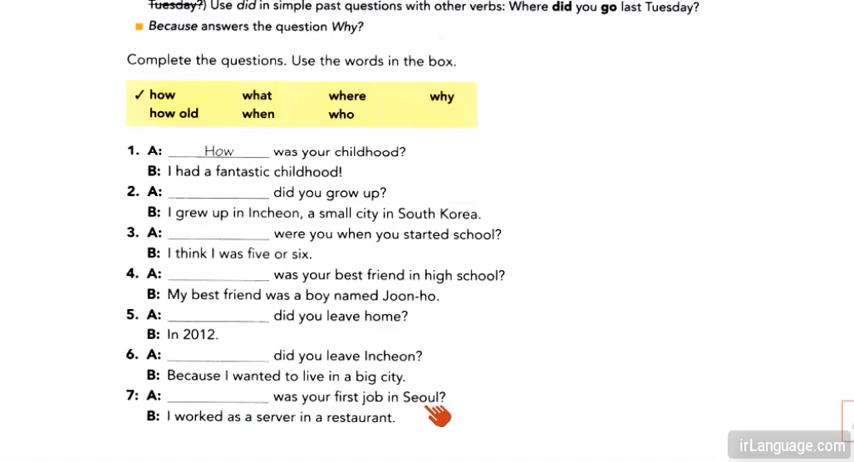 Tuesday?) Use did in simple past questions with other verbs: Where did you go last Tuesday?
Because answers the question Why?
Complete the questions. Use the words in the box.
✓ how what where why
how old when who
1. A: How was your childhood?
B: I had a fantastic childhood!
2. A: ____________ did you grow up?
B: I grew up in Incheon, a small city in South Korea.
3. A: ____________ were you when you started school?
B: I think I was five or six.
4. A: ____________ was your best friend in high school?
B: My best friend was a boy named Joon-ho.
5. A: ____________ did you leave home?
B: In 2012.
6. A: ____________ did you leave Incheon?
B: Because I wanted to live in a big city.
7: A: ____________ was your first job in Seoul?
B: I worked as a server in a restaurant.
irLanguage.com